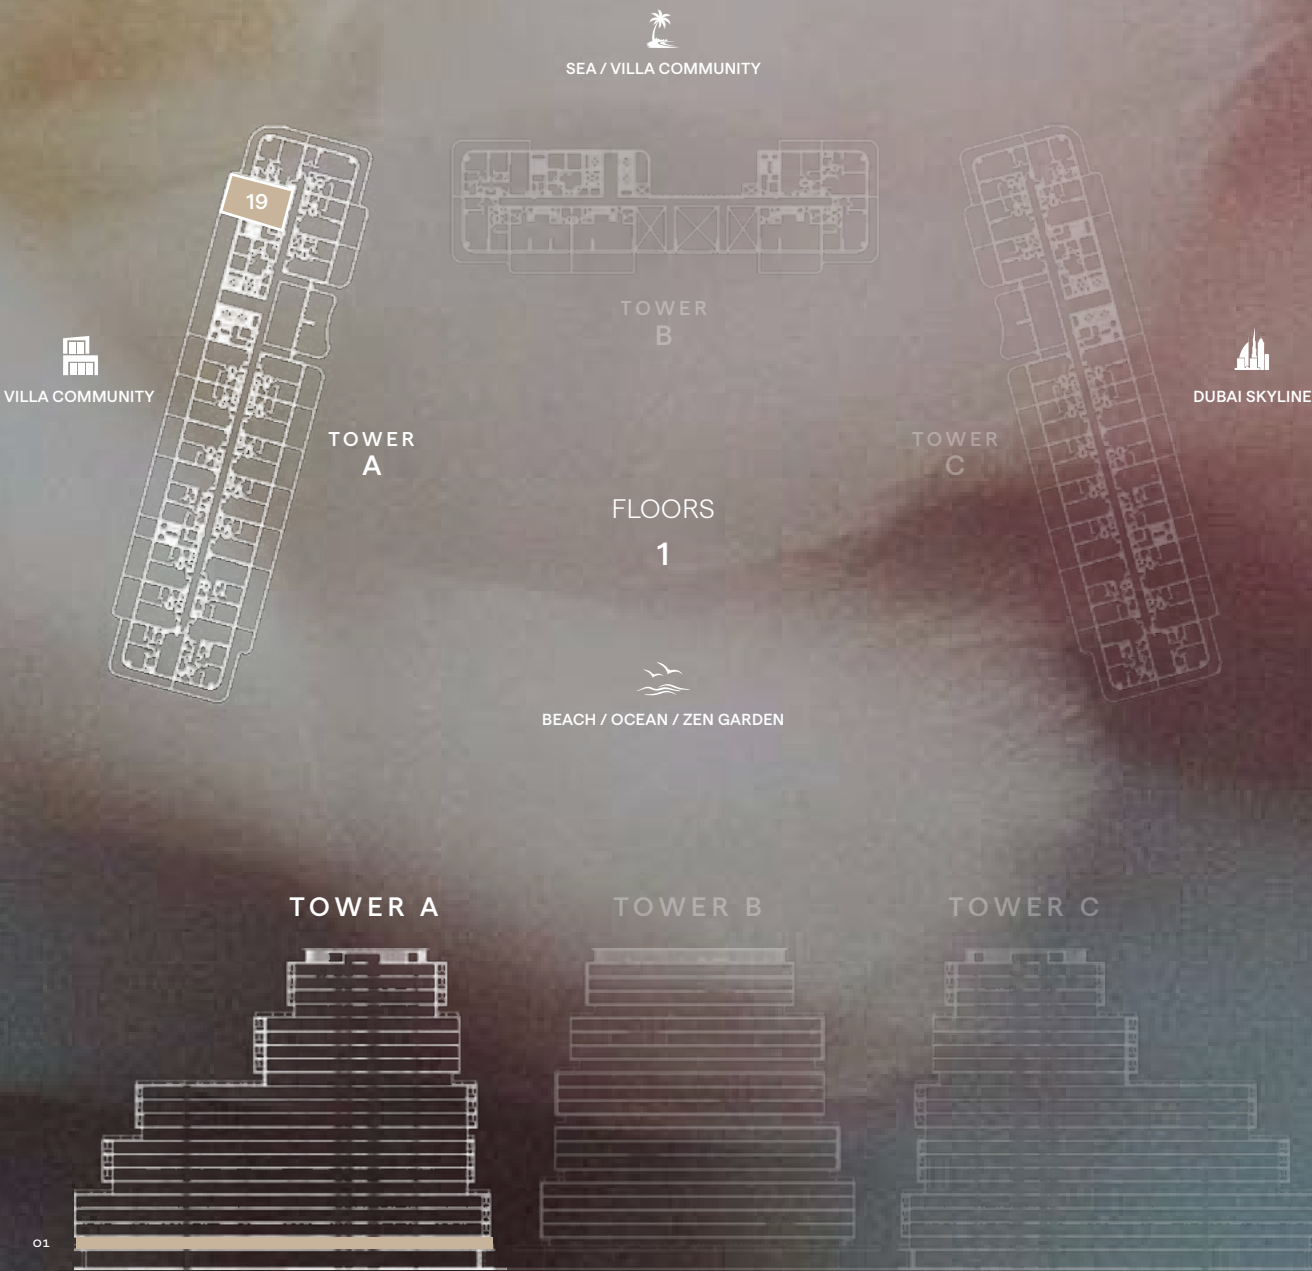 SEA / VILLA COMMUNITY
19
TOWER
B
VILLA COMMUNITY
DUBAI SKYLINE
TOWER
A
TOWER
C
FLOORS
1
BEACH / OCEAN / ZEN GARDEN
TOWER A
TOWER B
TOWER C
01